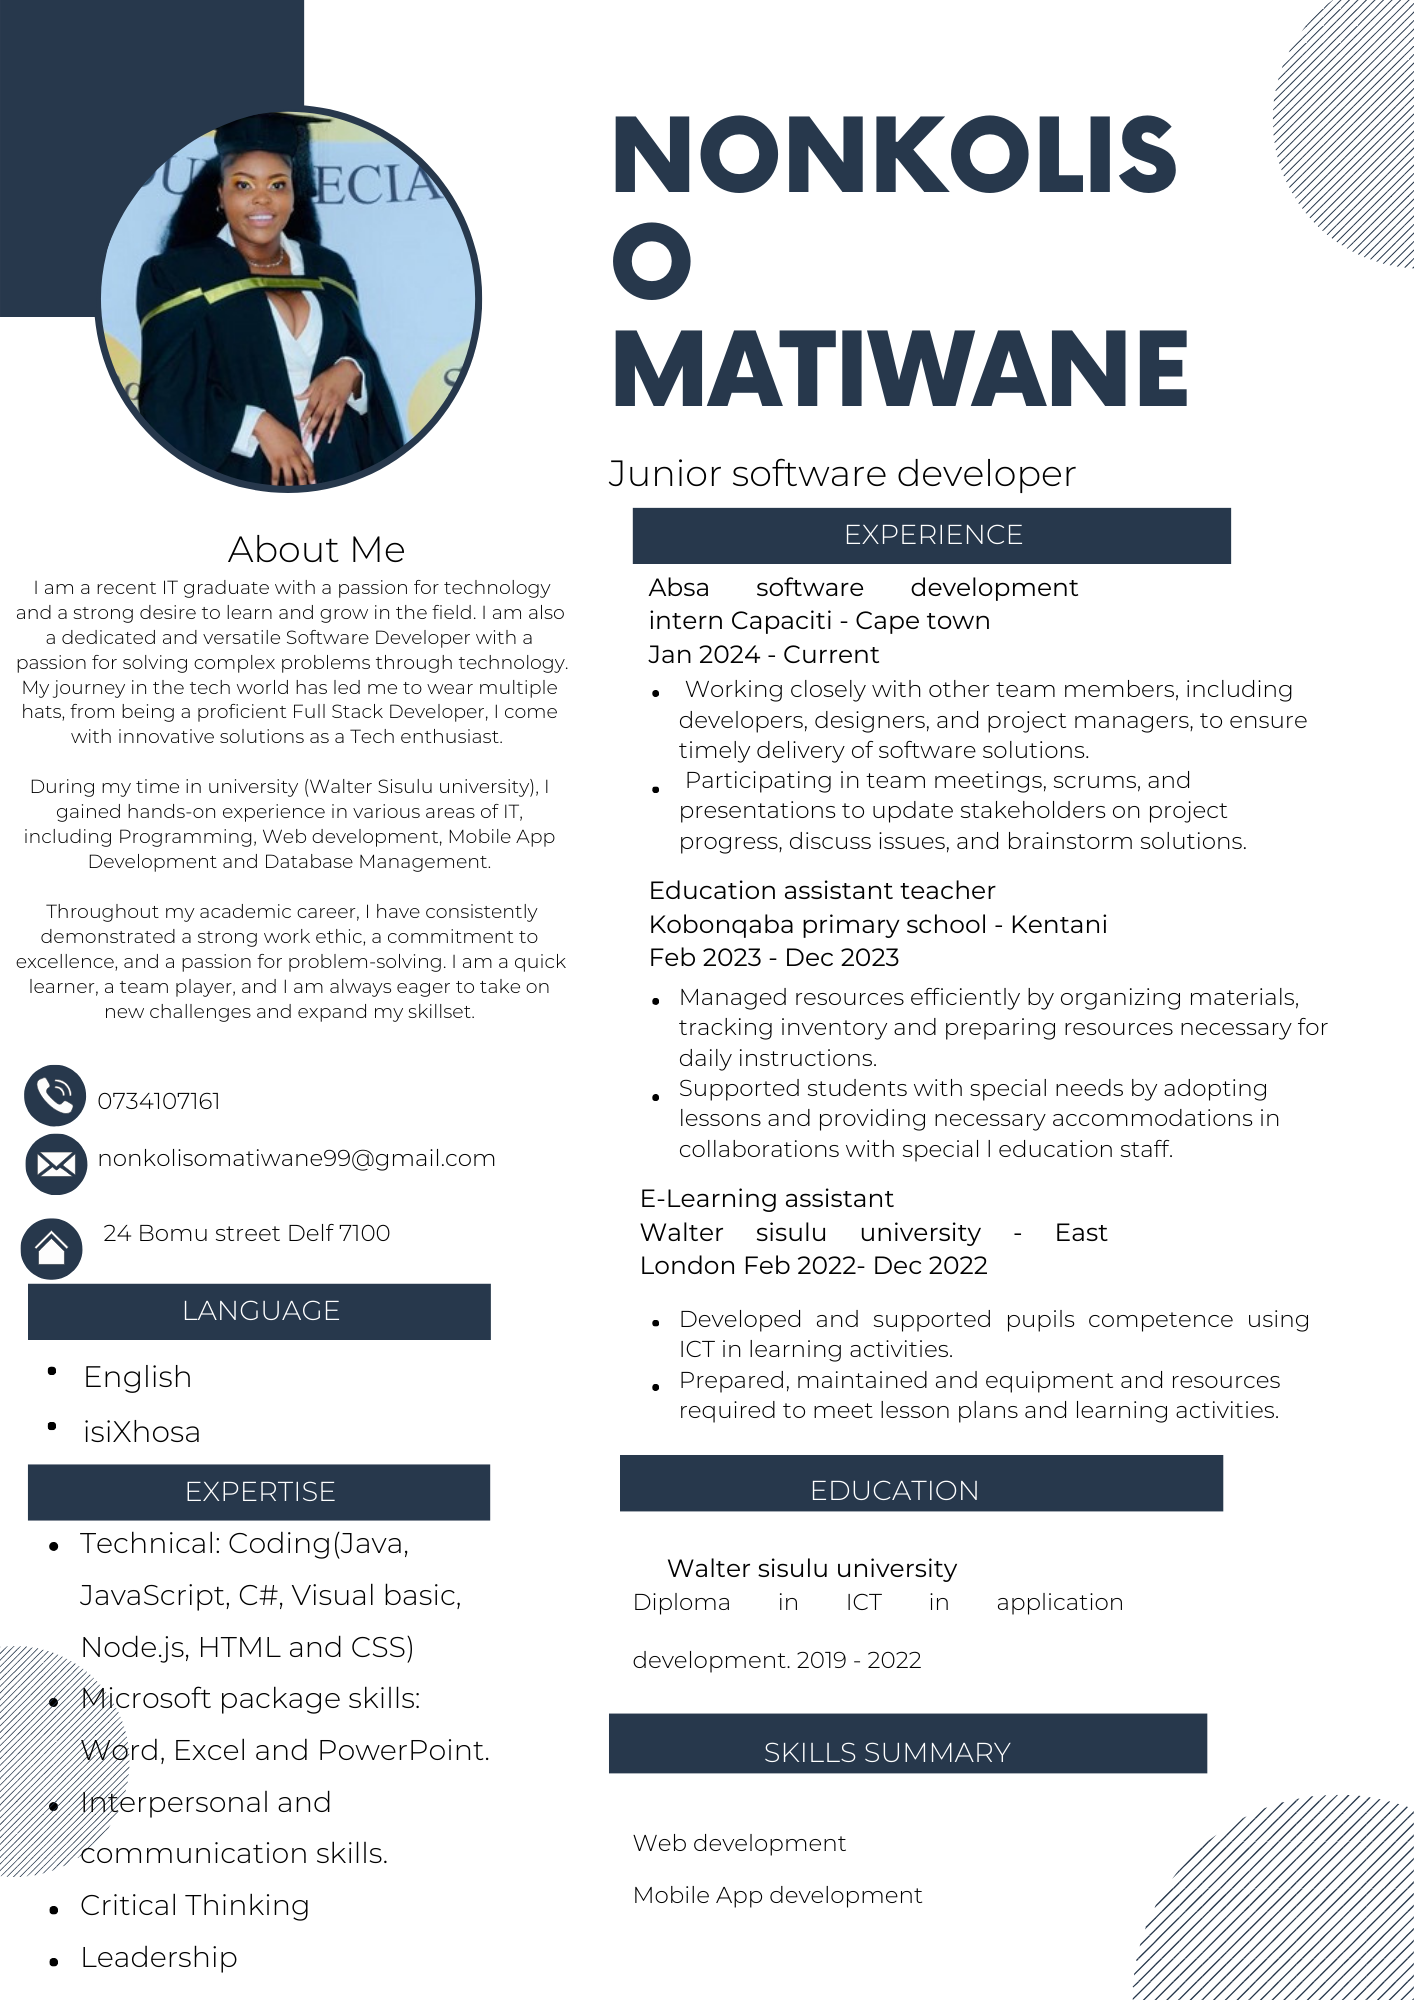 NONKOLIS
O
MATIWANE
Junior software developer
About Me
I am a recent IT graduate with a passion for technology
and a strong desire to learn and grow in the field. I am also
a dedicated and versatile Software Developer with a
passion for solving complex problems through technology.
My journey in the tech world has led me to wear multiple
hats, from being a proficient Full Stack Developer, I come
with innovative solutions as a Tech enthusiast.
During my time in university (Walter Sisulu university), I
gained hands-on experience in various areas of IT,
including Programming, Web development, Mobile App
Development and Database Management.
Throughout my academic career, I have consistently
demonstrated a strong work ethic, a commitment to
excellence, and a passion for problem-solving. I am a quick
learner, a team player, and I am always eager to take on
new challenges and expand my skillset.
0734107161
nonkolisomatiwane99@gmail.com
24 Bomu street Delf 7100
LANGUAGE
• English
• isiXhosa
EXPERTISE
• Technical: Coding(Java,
JavaScript, C#, Visual basic,
Node.js, HTML and CSS)
• Microsoft package skills:
Word, Excel and PowerPoint.
• Interpersonal and
communication skills.
• Critical Thinking
• Leadership
EXPERIENCE
Absa software development
intern Capaciti - Cape town
Jan 2024 - Current
• Working closely with other team members, including
developers, designers, and project managers, to ensure
timely delivery of software solutions.
• Participating in team meetings, scrums, and
presentations to update stakeholders on project
progress, discuss issues, and brainstorm solutions.
Education assistant teacher
Kobonqaba primary school - Kentani
Feb 2023 - Dec 2023
• Managed resources efficiently by organizing materials,
tracking inventory and preparing resources necessary for
daily instructions.
• Supported students with special needs by adopting
lessons and providing necessary accommodations in
collaborations with special l education staff.
E-Learning assistant
Walter sisulu university - East
London Feb 2022- Dec 2022
• Developed and supported pupils competence using
ICT in learning activities.
• Prepared, maintained and equipment and resources
required to meet lesson plans and learning activities.
EDUCATION
Walter sisulu university
Diploma in ICT in application
development. 2019 - 2022
SKILLS SUMMARY
Web development
Mobile App development